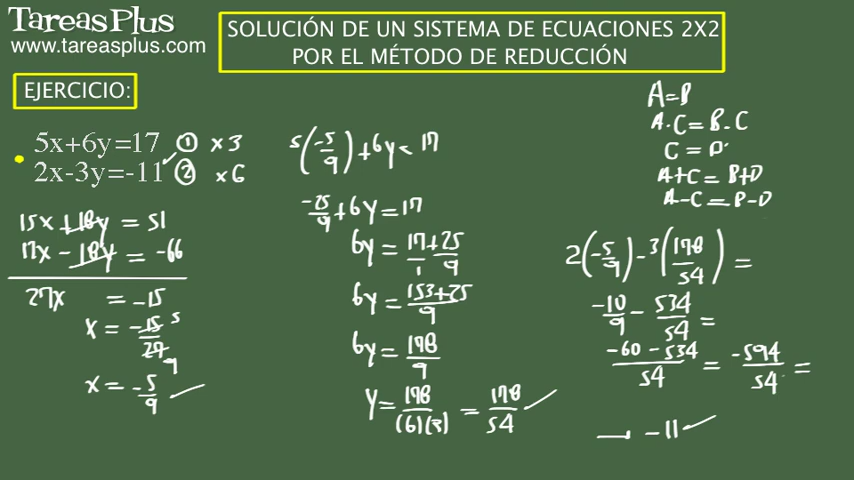 TareasPlus
www.tareasplus.com
SOLUCIÓN DE UN SISTEMA DE ECUACIONES 2X2
POR EL MÉTODO DE REDUCCIÓN
EJERCICIO:
5x+6y=17 ① x3
2x-3y=-11 ② x6
15x+18y = 51
12x - 18y = -66
27x = -15
x = -15/27 5 9
x = -5/9
5(-5/9)+6y = 17
-25/9 + 6y = 17
6y = 17/1 + 25/9
6y = 153+25/9
6y = 178/9
y = 178/(6)(9) = 178/54
A=B
A·C = B·C
C = D
A+C = B+D
A-C = B-D
2(-5/9) - 3(178/54) =
-10/9 - 534/54 =
-60-534/54 = -594/54 =
-11